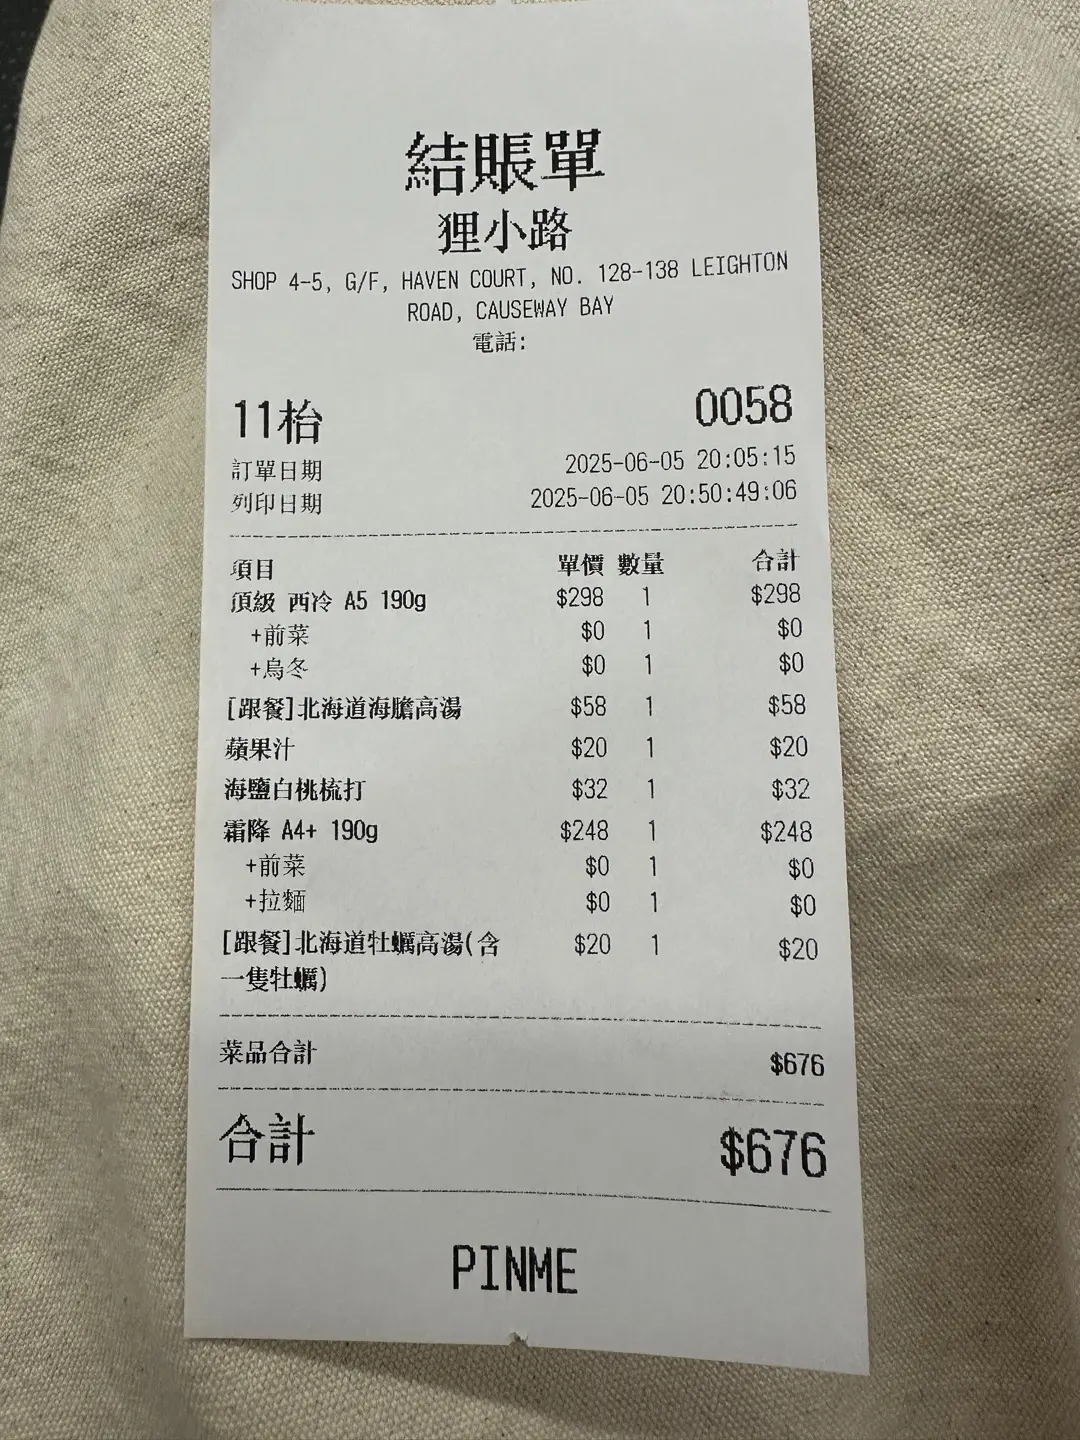 結賬單
狸小路
SHOP 4-5, G/F, HAVEN COURT, NO. 128-138 LEIGHTON
ROAD, CAUSEWAY BAY
電話:
11枱 0058
訂單日期 2025-06-05 20:05:15
列印日期 2025-06-05 20:50:49:06
項目 單價 數量 合計
頂級 西冷 A5 190g $298 1 $298
+前菜 $0 1 $0
+烏冬 $0 1 $0
[跟餐]北海道海膽高湯 $58 1 $58
蘋果汁 $20 1 $20
海鹽白桃梳打 $32 1 $32
霜降 A4+ 190g $248 1 $248
+前菜 $0 1 $0
+拉麵 $0 1 $0
[跟餐]北海道牡蠣高湯(含 $20 1 $20
一隻牡蠣)
菜品合計 $676
合計 $676
PINME